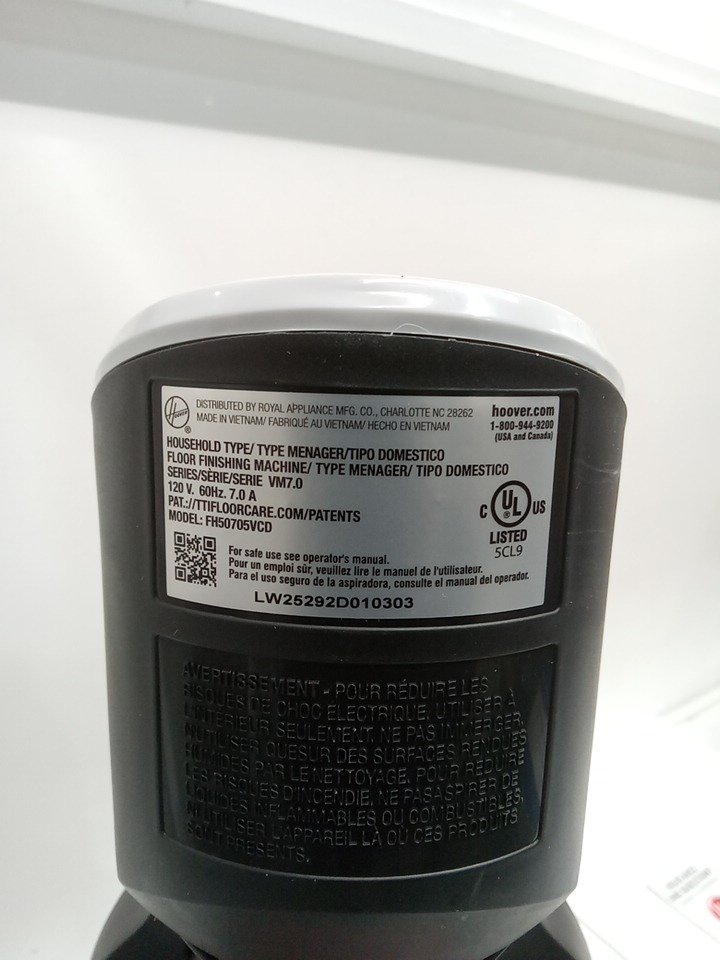 HOOVER
®
DISTRIBUTED BY ROYAL APPLIANCE MFG. CO., CHARLOTTE NC 28262
MADE IN VIETNAM/ FABRIQUÉ AU VIETNAM/ HECHO EN VIETNAM
hoover.com
1-800-944-9200
(USA and Canada)
HOUSEHOLD TYPE/ TYPE MENAGER/TIPO DOMESTICO
FLOOR FINISHING MACHINE/ TYPE MENAGER/ TIPO DOMESTICO
SERIES/SÈRIE/SERIE VM7.0
120 V. 60Hz. 7.0 A
PAT.://TTIFLOORCARE.COM/PATENTS
MODEL: FH50705VCD
C UL US
®
LISTED
5CL9
For safe use see operator's manual.
Pour un emploi sûr, veuillez lire le manuel de l'utilisateur.
Para el uso seguro de la aspiradora, consulte el manual del operador.
LW25292D010303
AVERTISSEMENT - POUR RÉDUIRE LES
RISQUES DE CHOC ÉLECTRIQUE, UTILISER À
L'INTÉRIEUR SEULEMENT. NE PAS IMMERGER.
N'UTILISER QUE SUR DES SURFACES RENDUES
HUMIDES PAR LE NETTOYAGE. POUR RÉDUIRE
LES RISQUES D'INCENDIE, NE PAS ASPIRER DE
LIQUIDES INFLAMMABLES OU COMBUSTIBLES,
NI UTILISER L'APPAREIL LÀ OÙ CES PRODUITS
SONT PRÉSENTS.